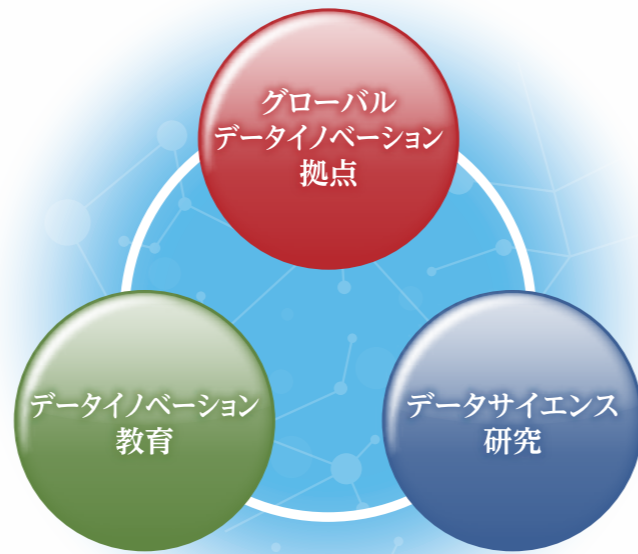 グローバル
データイノベーション
拠点
データイノベーション
教育
データサイエンス
研究